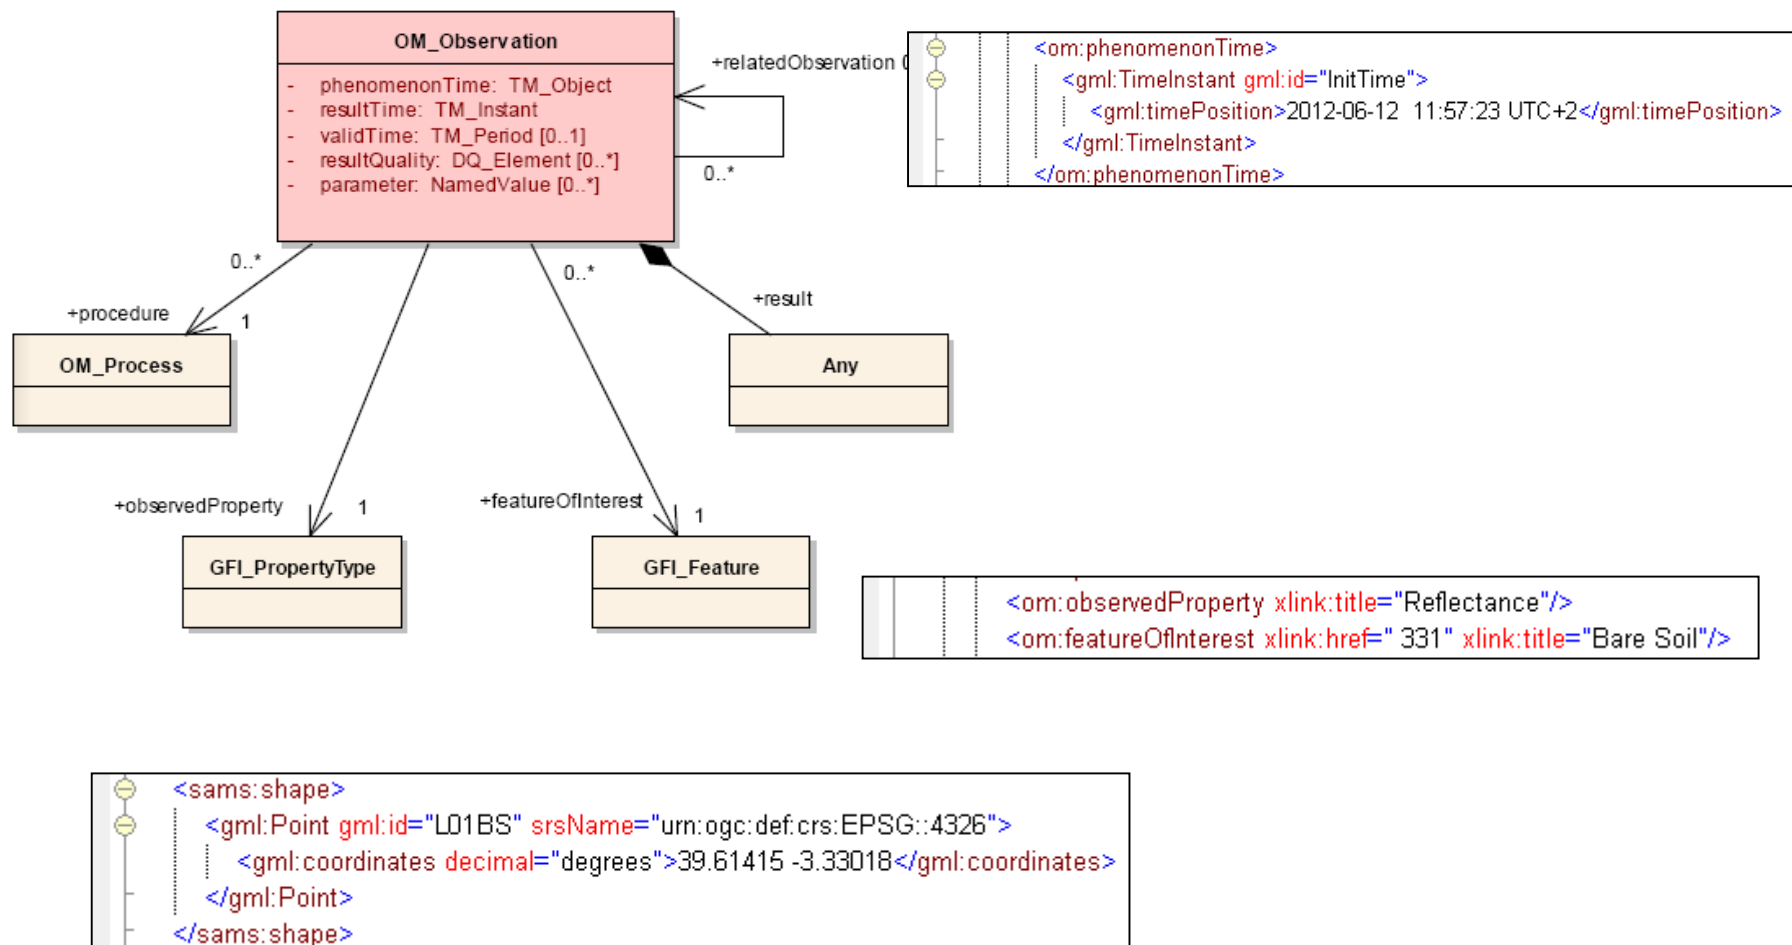 OM_Observation
- phenomenonTime: TM_Object
- resultTime: TM_Instant
- validTime: TM_Period [0..1]
- resultQuality: DQ_Element [0..*]
- parameter: NamedValue [0..*]
+relatedObservation
0..*
<om:phenomenonTime>
<gml:TimeInstant gml:id="InitTime">
<gml:timePosition>2012-06-12 11:57:23 UTC+2</gml:timePosition>
</gml:TimeInstant>
</om:phenomenonTime>
0..*
+procedure
1
0..*
+result
OM_Process
Any
+observedProperty
1
+featureOfInterest
1
GFI_PropertyType
GFI_Feature
<om:observedProperty xlink:title="Reflectance"/>
<om:featureOfInterest xlink:href=" 331" xlink:title="Bare Soil"/>
<sams:shape>
<gml:Point gml:id="L01BS" srsName="urn:ogc:def:crs:EPSG::4326">
<gml:coordinates decimal="degrees">39.61415 -3.33018</gml:coordinates>
</gml:Point>
</sams:shape>